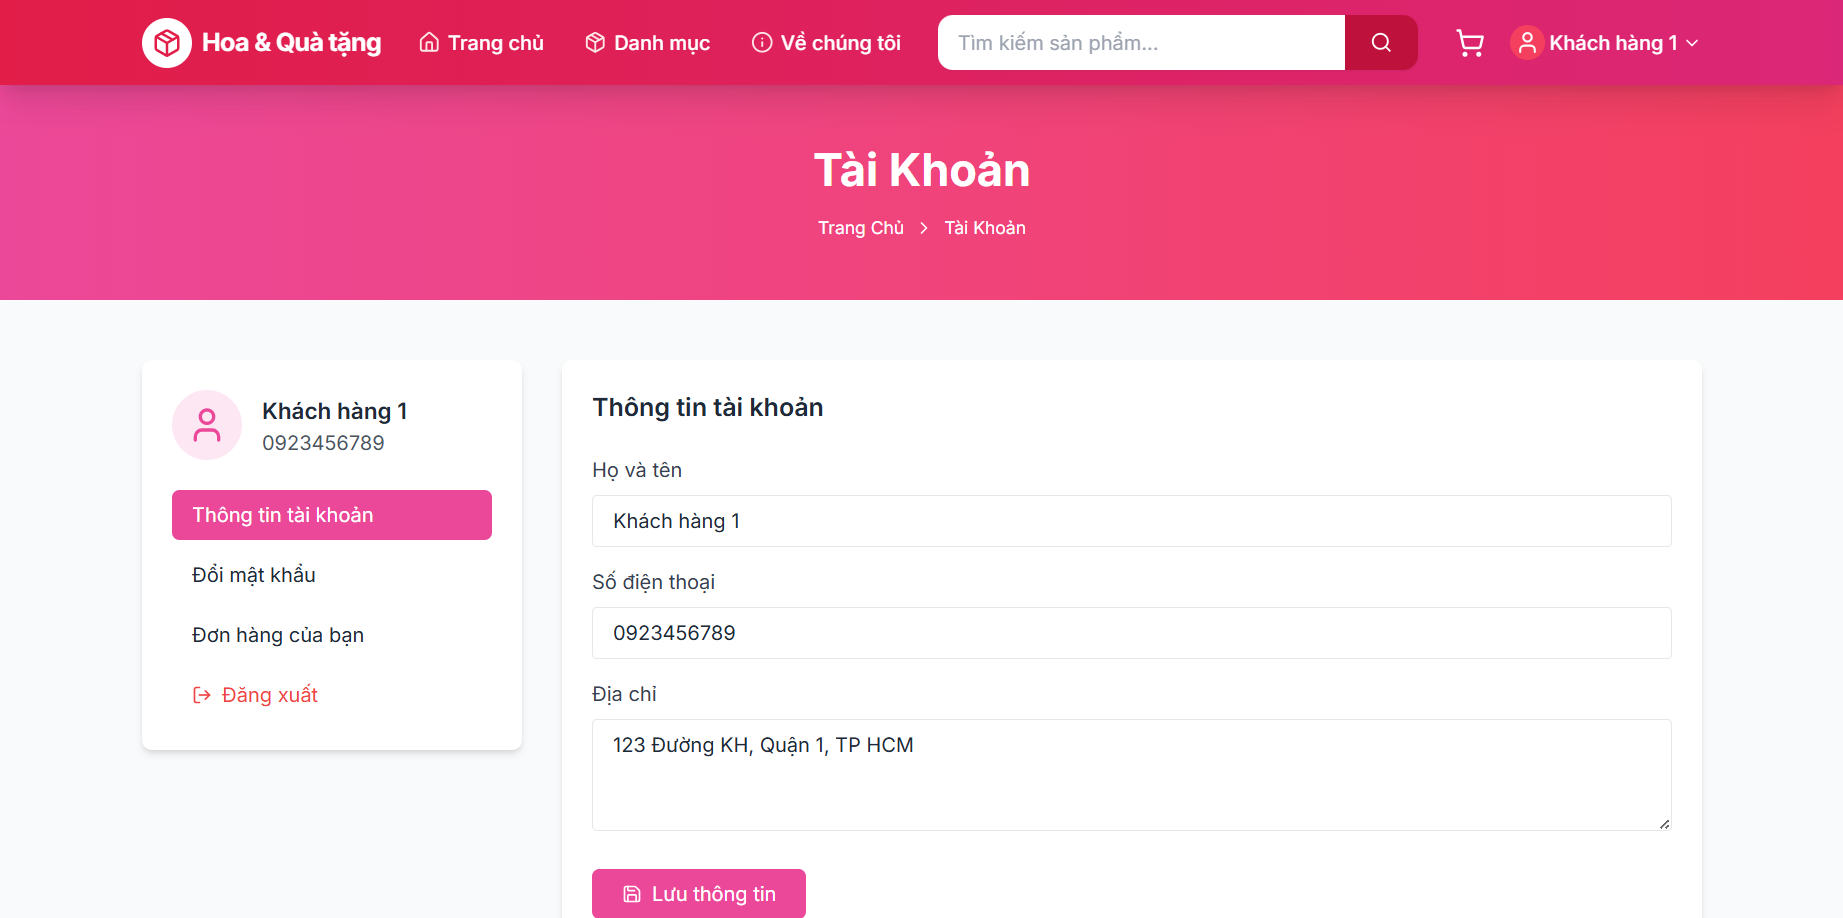 Hoa & Quà tặng
Trang chủ
Danh mục
Về chúng tôi
Tìm kiếm sản phẩm...
Khách hàng 1
Tài Khoản
Trang Chủ
Tài Khoản
Khách hàng 1
0923456789
Thông tin tài khoản
Đổi mật khẩu
Đơn hàng của bạn
Đăng xuất
Thông tin tài khoản
Họ và tên
Khách hàng 1
Số điện thoại
0923456789
Địa chỉ
123 Đường KH, Quận 1, TP HCM
Lưu thông tin